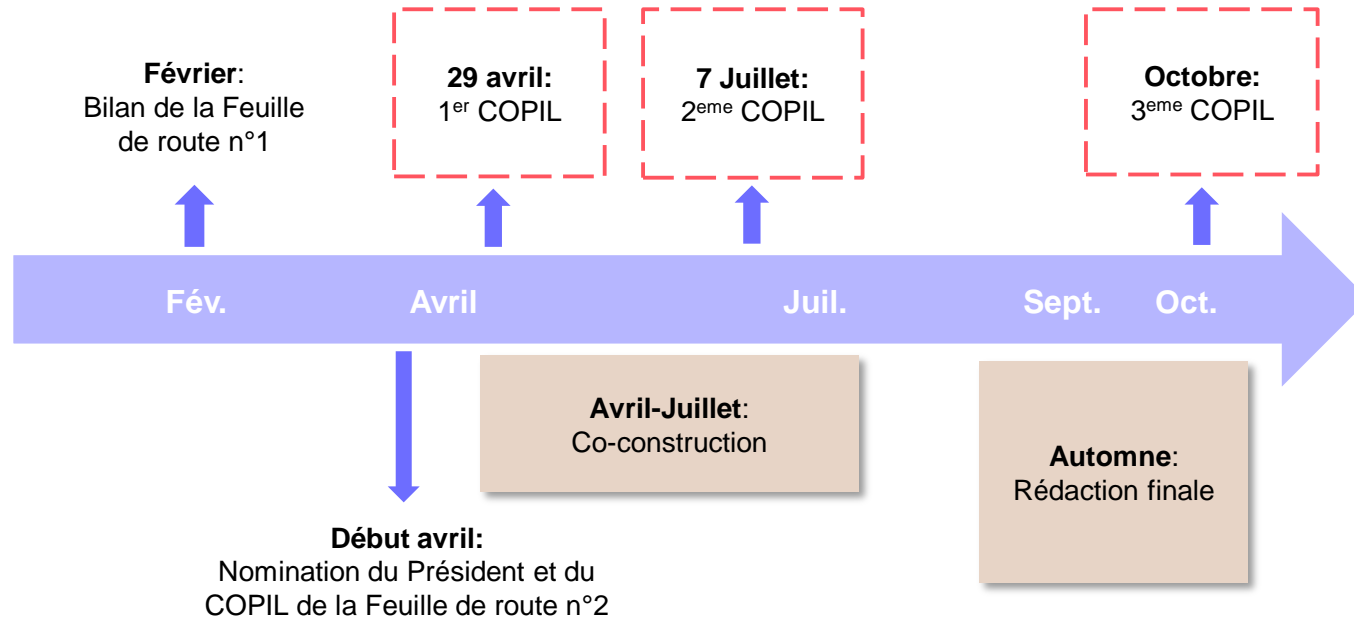 Février:
Bilan de la Feuille
de route n°1
29 avril:
1er COPIL
7 Juillet:
2eme COPIL
Octobre:
3eme COPIL
Fév.
Avril
Juil.
Sept.
Oct.
Avril-Juillet:
Co-construction
Automne:
Rédaction finale
Début avril:
Nomination du Président et du
COPIL de la Feuille de route n°2